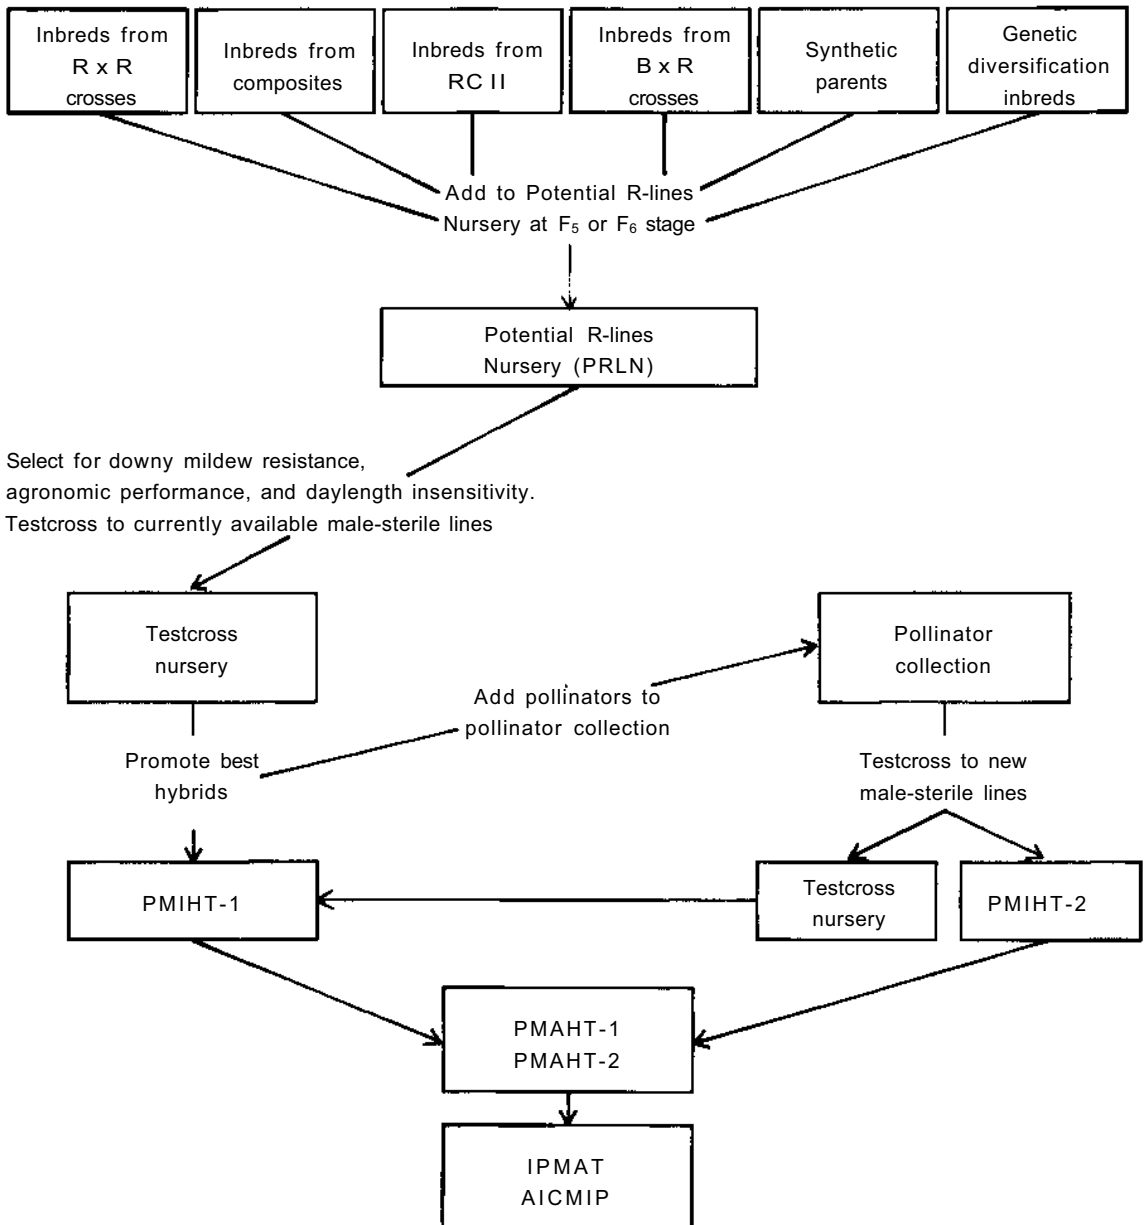 Inbreds from
R x R
crosses
Inbreds from
composites
Inbreds from
RC II
Inbreds from
B x R
crosses
Synthetic
parents
Genetic
diversification
inbreds
Add to Potential R-lines
Nursery at F₅ or F₆ stage
Potential R-lines
Nursery (PRLN)
Select for downy mildew resistance,
agronomic performance, and daylength insensitivity.
Testcross to currently available male-sterile lines
Testcross
nursery
Pollinator
collection
Add pollinators to
pollinator collection
Promote best
hybrids
Testcross to new
male-sterile lines
PMIHT-1
Testcross
nursery
PMIHT-2
PMAHT-1
PMAHT-2
IPMAT
AICMIP